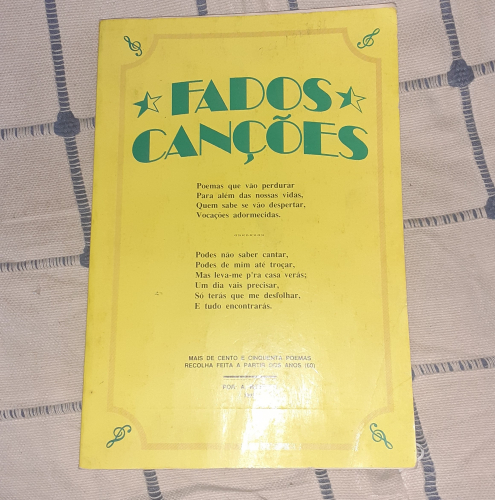 FADOS
CANÇÕES
Poemas que vão perdurar
Para além das nossas vidas,
Quem sabe se vão despertar,
Vocações adormecidas.
Podes não saber cantar,
Podes de mim até troçar,
Mas leva-me p'ra casa verás;
Um dia vais precisar,
Só terás que me desfolhar,
E tudo encontrarás.
MAIS DE CENTO E CINQUENTA POEMAS
RECOLHA FEITA A PARTIR DOS ANOS (60)
POR A